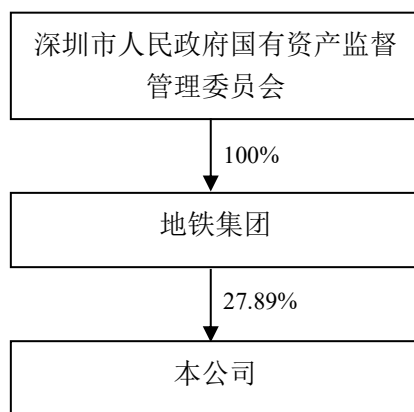 深圳市人民政府国有资产监督
管理委员会
100%
地铁集团
27.89%
本公司